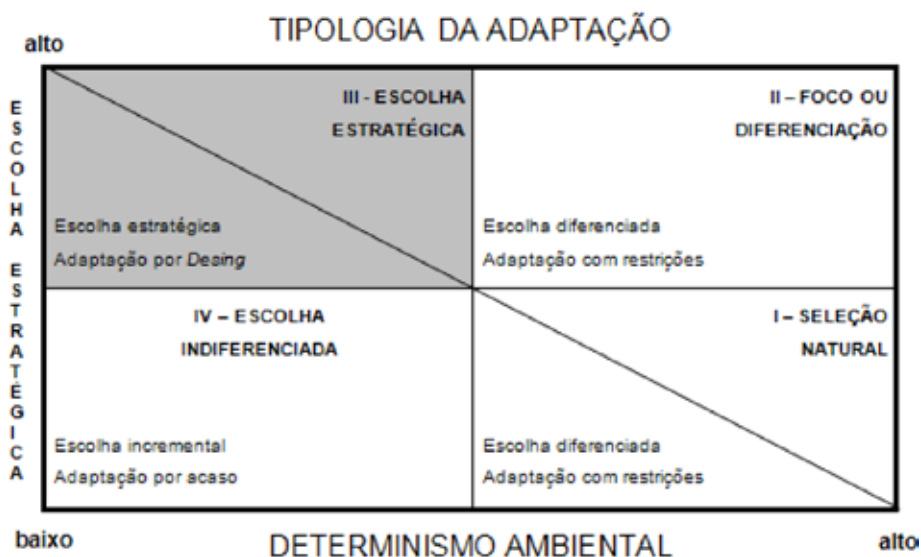 TIPOLOGIA DA ADAPTAÇÃO
alto
ESCOLHA ESTRATÉGICA
III - ESCOLHA
ESTRATÉGICA
Escolha estratégica
Adaptação por Desing
II – FOCO OU
DIFERENCIAÇÃO
Escolha diferenciada
Adaptação com restrições
IV – ESCOLHA
INDIFERENCIADA
Escolha incremental
Adaptação por acaso
I – SELEÇÃO
NATURAL
Escolha diferenciada
Adaptação com restrições
baixo
DETERMINISMO AMBIENTAL
alto